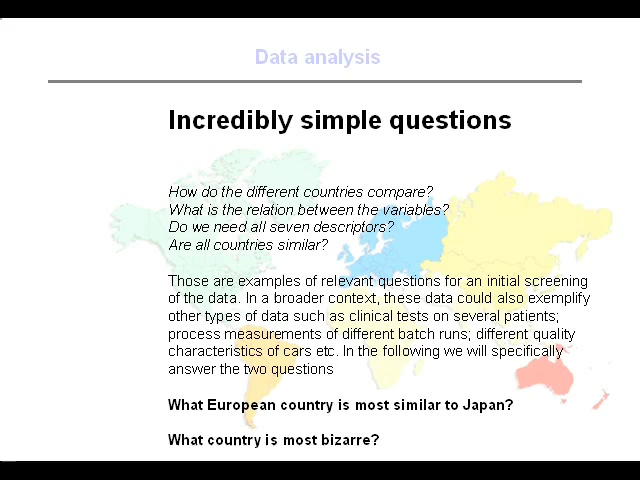 Data analysis
Incredibly simple questions
How do the different countries compare?
What is the relation between the variables?
Do we need all seven descriptors?
Are all countries similar?
Those are examples of relevant questions for an initial screening
of the data. In a broader context, these data could also exemplify
other types of data such as clinical tests on several patients;
process measurements of different batch runs; different quality
characteristics of cars etc. In the following we will specifically
answer the two questions
What European country is most similar to Japan?
What country is most bizarre?